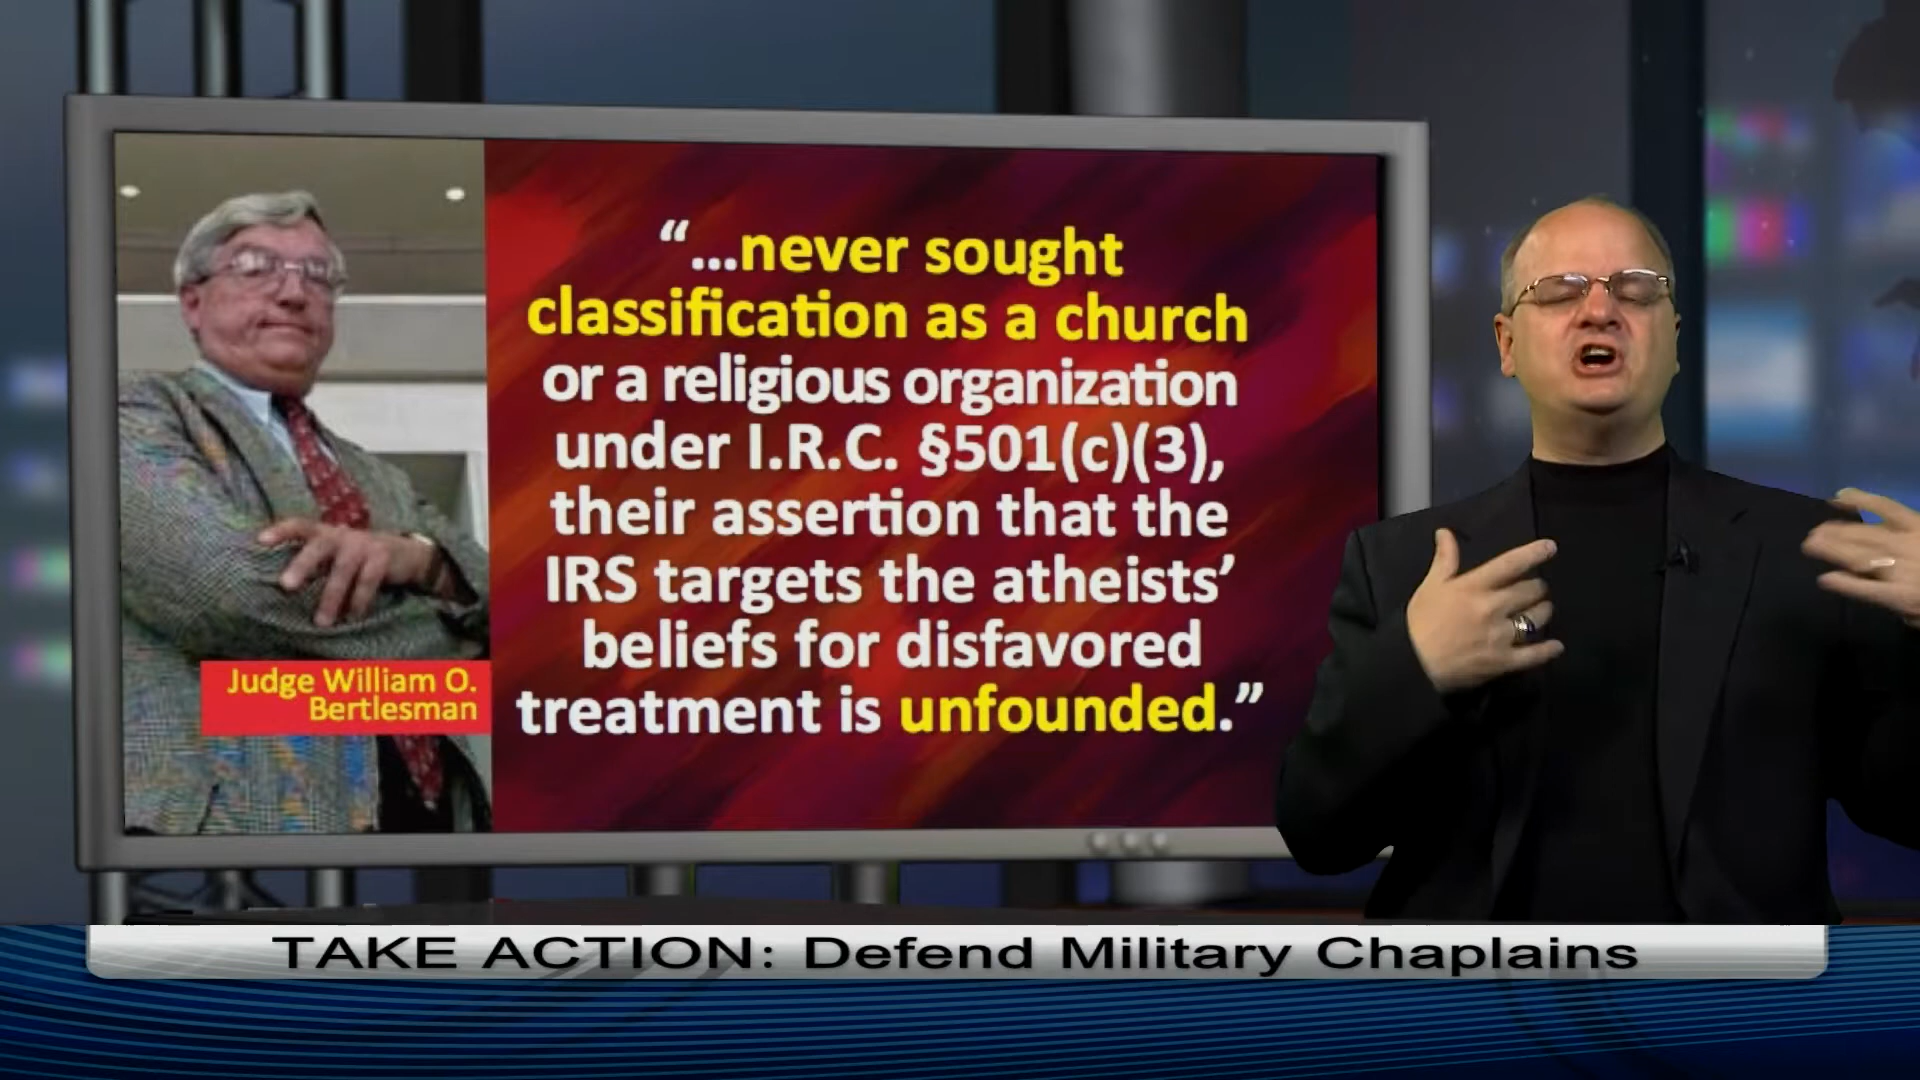 “...never sought
classification as a church
or a religious organization
under I.R.C. §501(c)(3),
their assertion that the
IRS targets the atheists’
beliefs for disfavored
treatment is unfounded.”
Judge William O.
Bertlesman
TAKE ACTION: Defend Military Chaplains